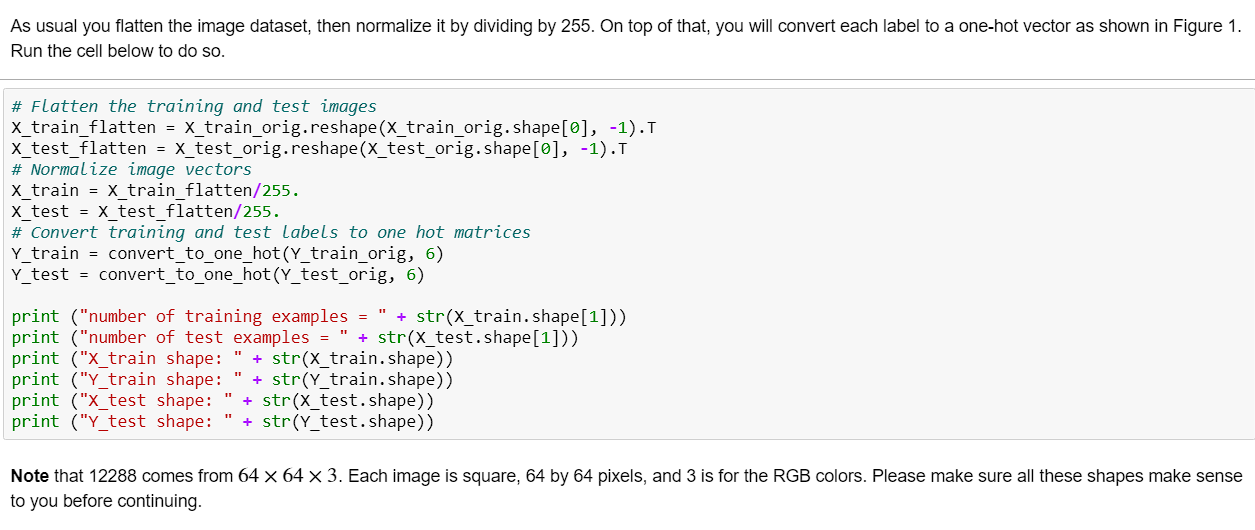 As usual you flatten the image dataset, then normalize it by dividing by 255. On top of that, you will convert each label to a one-hot vector as shown in Figure 1.
Run the cell below to do so.
# Flatten the training and test images
X_train_flatten = X_train_orig.reshape(X_train_orig.shape[0], -1).T
X_test_flatten = X_test_orig.reshape(X_test_orig.shape[0], -1).T
# Normalize image vectors
X_train = X_train_flatten/255.
X_test = X_test_flatten/255.
# Convert training and test labels to one hot matrices
Y_train = convert_to_one_hot(Y_train_orig, 6)
Y_test = convert_to_one_hot(Y_test_orig, 6)
print ("number of training examples = " + str(X_train.shape[1]))
print ("number of test examples = " + str(X_test.shape[1]))
print ("X_train shape: " + str(X_train.shape))
print ("Y_train shape: " + str(Y_train.shape))
print ("X_test shape: " + str(X_test.shape))
print ("Y_test shape: " + str(Y_test.shape))
Note that 12288 comes from 64 × 64 × 3. Each image is square, 64 by 64 pixels, and 3 is for the RGB colors. Please make sure all these shapes make sense
to you before continuing.